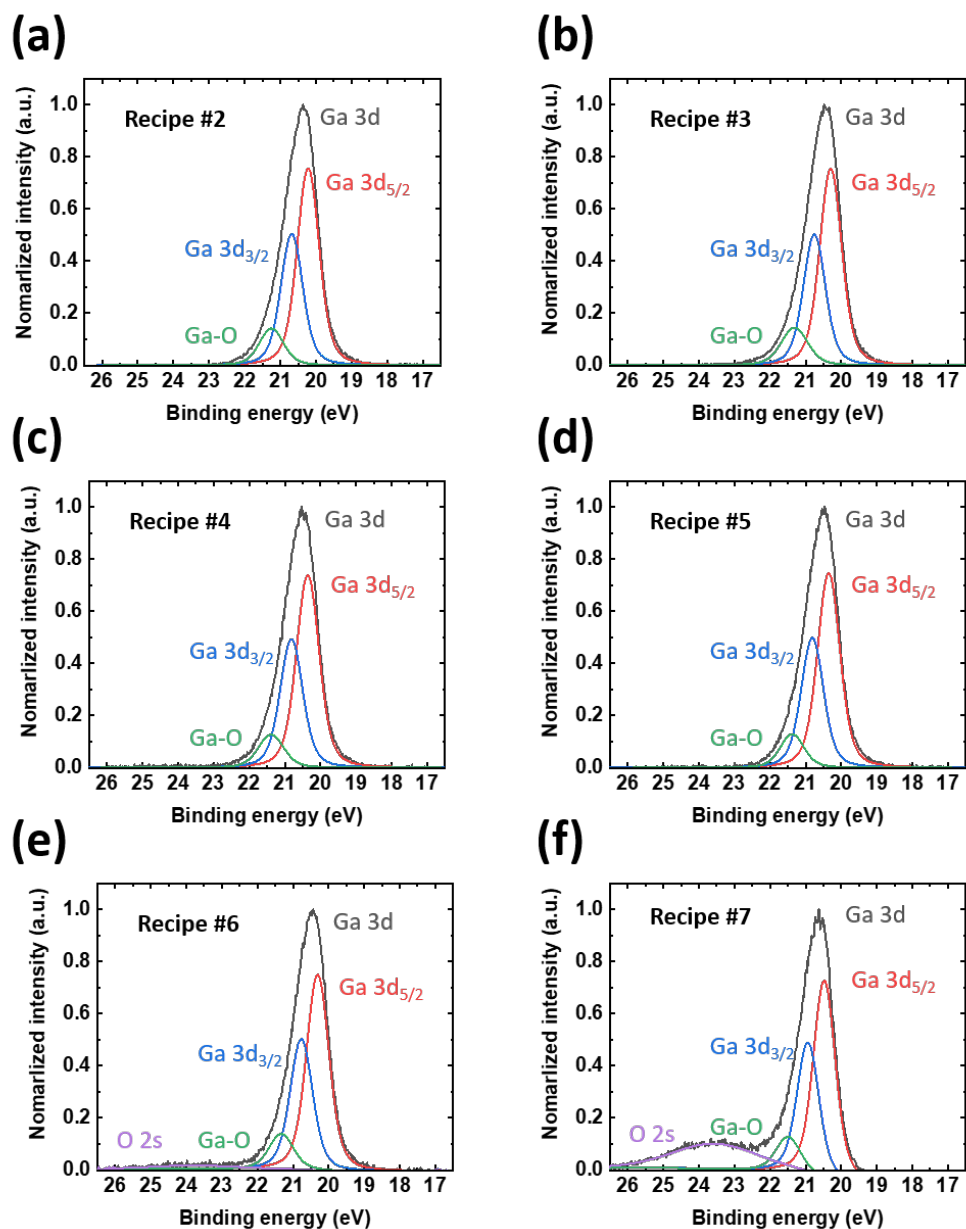 (a)
Nomarlized intensity (a.u.)
1.0
0.8
0.6
0.4
0.2
0.0
Recipe #2
Ga 3d
Ga 3d5/2
Ga 3d3/2
Ga-O
26 25 24 23 22 21 20 19 18 17
Binding energy (eV)
(b)
Nomarlized intensity (a.u.)
1.0
0.8
0.6
0.4
0.2
0.0
Recipe #3
Ga 3d
Ga 3d5/2
Ga 3d3/2
Ga-O
26 25 24 23 22 21 20 19 18 17
Binding energy (eV)
(c)
Nomarlized intensity (a.u.)
1.0
0.8
0.6
0.4
0.2
0.0
Recipe #4
Ga 3d
Ga 3d5/2
Ga 3d3/2
Ga-O
26 25 24 23 22 21 20 19 18 17
Binding energy (eV)
(d)
Nomarlized intensity (a.u.)
1.0
0.8
0.6
0.4
0.2
0.0
Recipe #5
Ga 3d
Ga 3d5/2
Ga 3d3/2
Ga-O
26 25 24 23 22 21 20 19 18 17
Binding energy (eV)
(e)
Nomarlized intensity (a.u.)
1.0
0.8
0.6
0.4
0.2
0.0
Recipe #6
Ga 3d
Ga 3d5/2
Ga 3d3/2
O 2s
Ga-O
26 25 24 23 22 21 20 19 18 17
Binding energy (eV)
(f)
Nomarlized intensity (a.u.)
1.0
0.8
0.6
0.4
0.2
0.0
Recipe #7
Ga 3d
Ga 3d5/2
Ga 3d3/2
O 2s
Ga-O
26 25 24 23 22 21 20 19 18 17
Binding energy (eV)